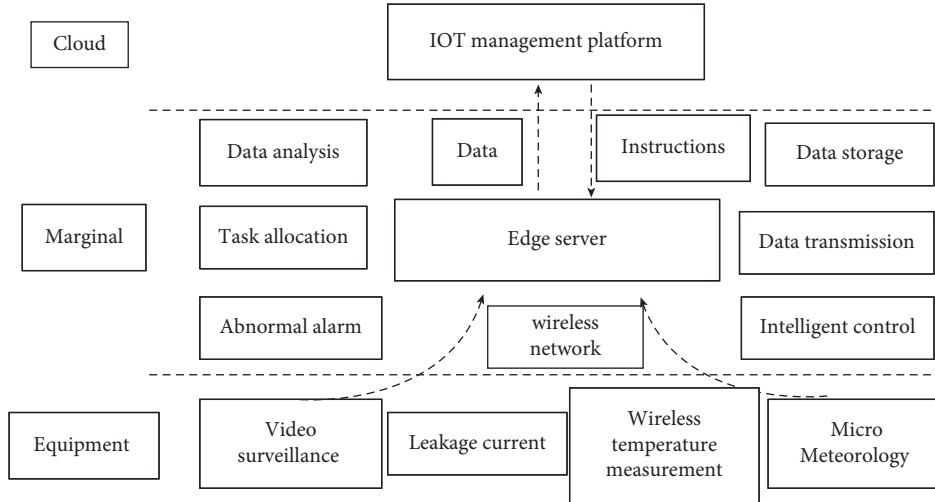 Cloud
IOT management platform
Data analysis
Data
Instructions
Data storage
Marginal
Task allocation
Edge server
Data transmission
Abnormal alarm
wireless
network
Intelligent control
Equipment
Video
surveillance
Leakage current
Wireless
temperature
measurement
Micro
Meteorology